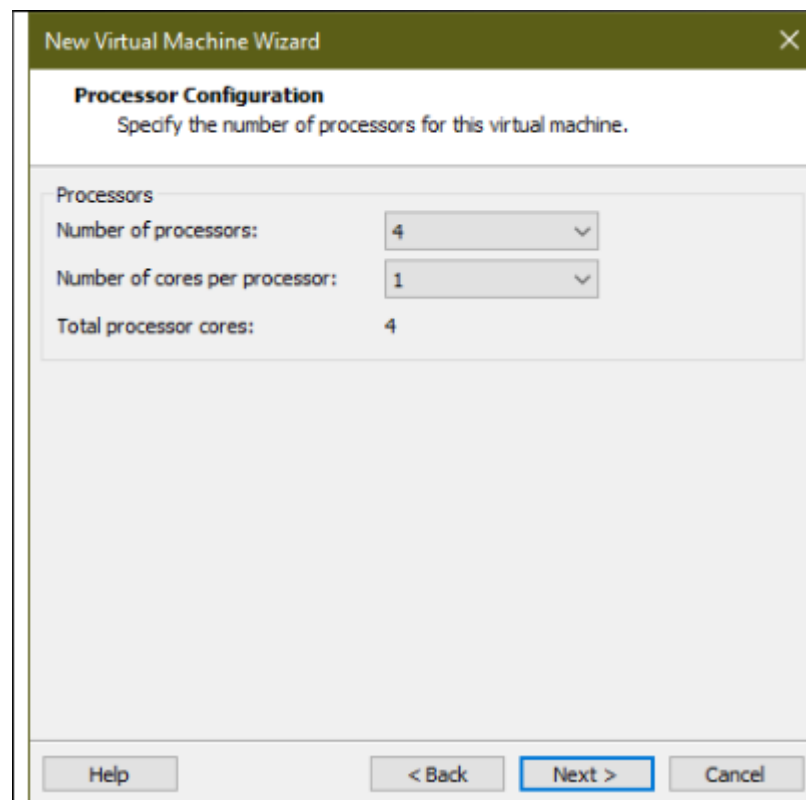 New Virtual Machine Wizard
Processor Configuration
Specify the number of processors for this virtual machine.
Processors
Number of processors: 4
Number of cores per processor: 1
Total processor cores: 4
Help < Back Next > Cancel